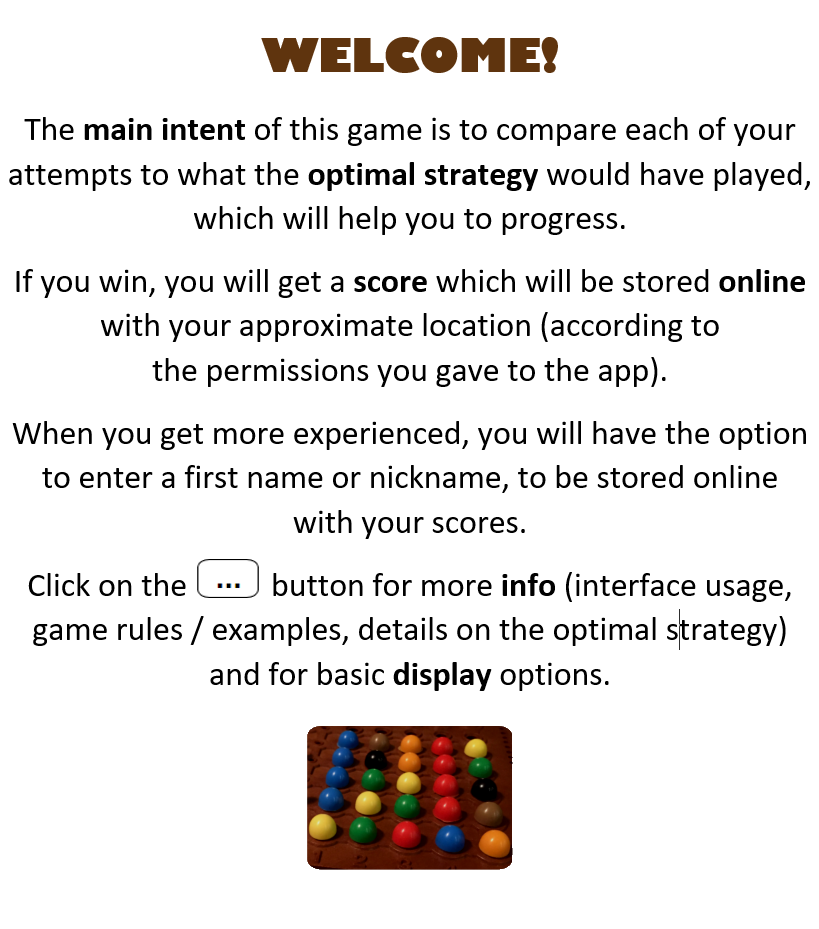 WELCOME!
The main intent of this game is to compare each of your
attempts to what the optimal strategy would have played,
which will help you to progress.
If you win, you will get a score which will be stored online
with your approximate location (according to
the permissions you gave to the app).
When you get more experienced, you will have the option
to enter a first name or nickname, to be stored online
with your scores.
Click on the ... button for more info (interface usage,
game rules / examples, details on the optimal strategy)
and for basic display options.
1 2 3 4